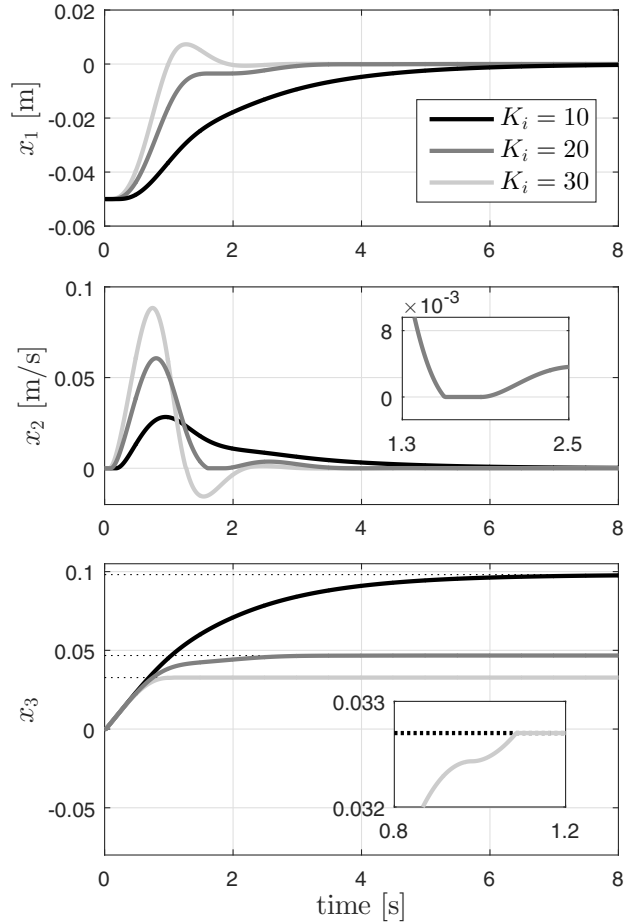 0.02
0
-0.02
-0.04
-0.06
x₁ [m]
K_i = 10
K_i = 20
K_i = 30
0 2 4 6 8
0.1
0.05
0
x₂ [m/s]
×10⁻³
8
0
1.3 2.5
0 2 4 6 8
0.1
0.05
0
-0.05
x₃
0.033
0.032
0.8 1.2
0 2 4 6 8
time [s]